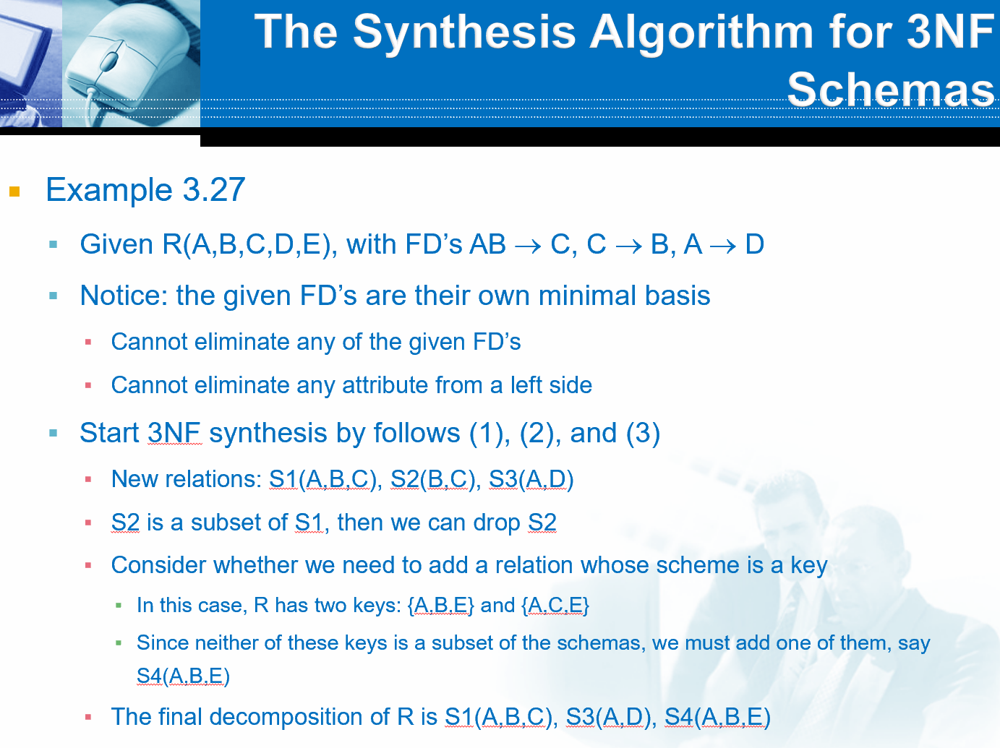 The Synthesis Algorithm for 3NF
Schemas
Example 3.27
Given R(A,B,C,D,E), with FD’s AB → C, C → B, A → D
Notice: the given FD’s are their own minimal basis
Cannot eliminate any of the given FD’s
Cannot eliminate any attribute from a left side
Start 3NF synthesis by follows (1), (2), and (3)
New relations: S1(A,B,C), S2(B,C), S3(A,D)
S2 is a subset of S1, then we can drop S2
Consider whether we need to add a relation whose scheme is a key
In this case, R has two keys: {A,B,E} and {A,C,E}
Since neither of these keys is a subset of the schemas, we must add one of them, say
S4(A,B,E)
The final decomposition of R is S1(A,B,C), S3(A,D), S4(A,B,E)